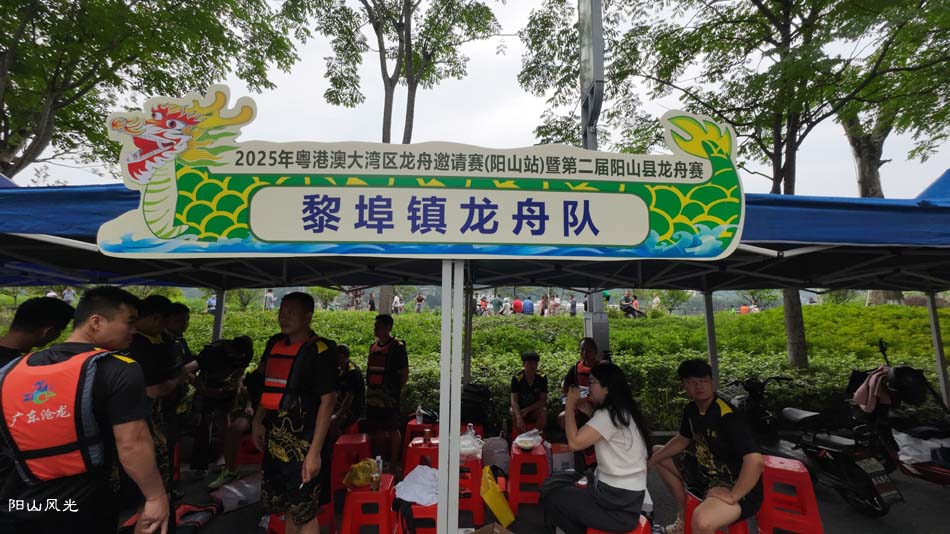 2025年粤港澳大湾区龙舟邀请赛(阳山站)暨第二届阳山县龙舟赛
黎埠镇龙舟队
广东沧龙
阳山风光